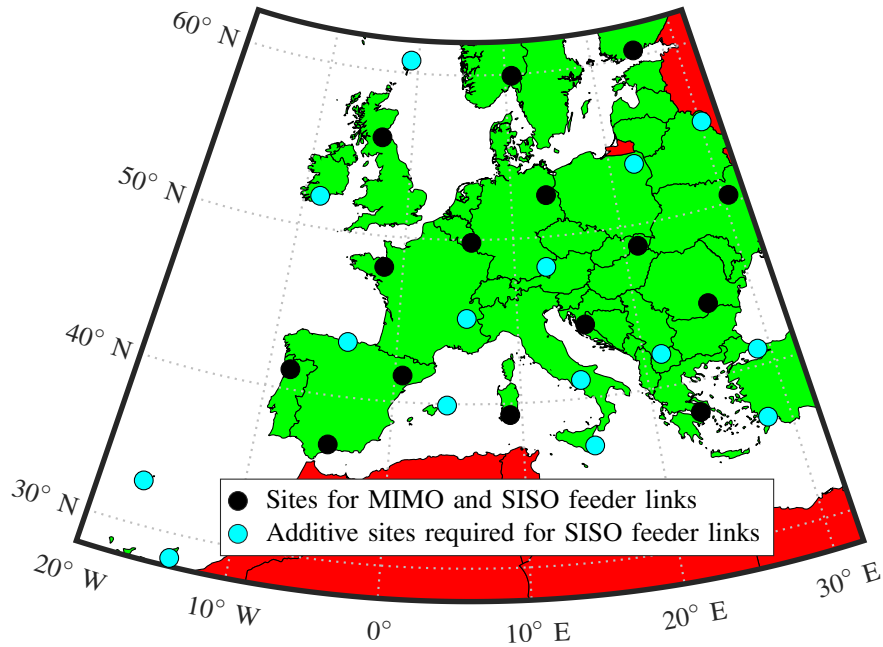 60° N
50° N
40° N
30° N
Sites for MIMO and SISO feeder links
Additive sites required for SISO feeder links
20° W
10° W
0°
10° E
20° E
30° E